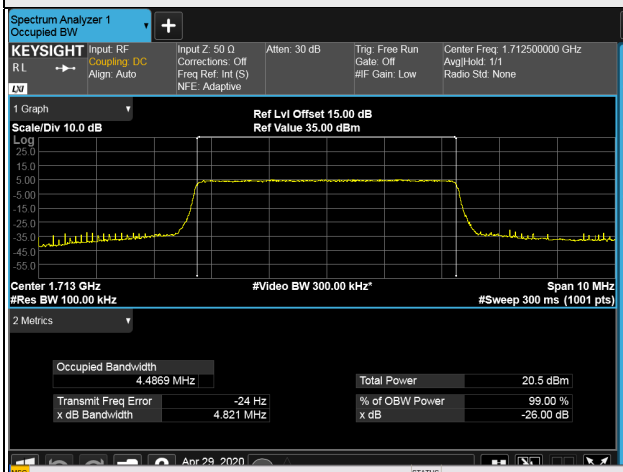 Spectrum Analyzer 1
Occupied BW
+
KEYSIGHT Input: RF Input Z: 50 Ω Atten: 30 dB Trig: Free Run Center Freq: 1.712500000 GHz
RL Coupling: DC Corrections: Off Gate: Off Avg|Hold: 1/1
Align: Auto Freq Ref: Int (S) #IF Gain: Low Radio Std: None
LXI NFE: Adaptive
1 Graph
Ref Lvl Offset 15.00 dB
Scale/Div 10.0 dB Ref Value 35.00 dBm
Log
25.0
15.0
5.00
-5.00
-15.0
-25.0
-35.0
-45.0
-55.0
Center 1.713 GHz #Video BW 300.00 kHz* Span 10 MHz
#Res BW 100.00 kHz #Sweep 300 ms (1001 pts)
2 Metrics
Occupied Bandwidth
4.4869 MHz Total Power 20.5 dBm
Transmit Freq Error -24 Hz % of OBW Power 99.00 %
x dB Bandwidth 4.821 MHz x dB -26.00 dB
Apr 29, 2020
MSG STATUS